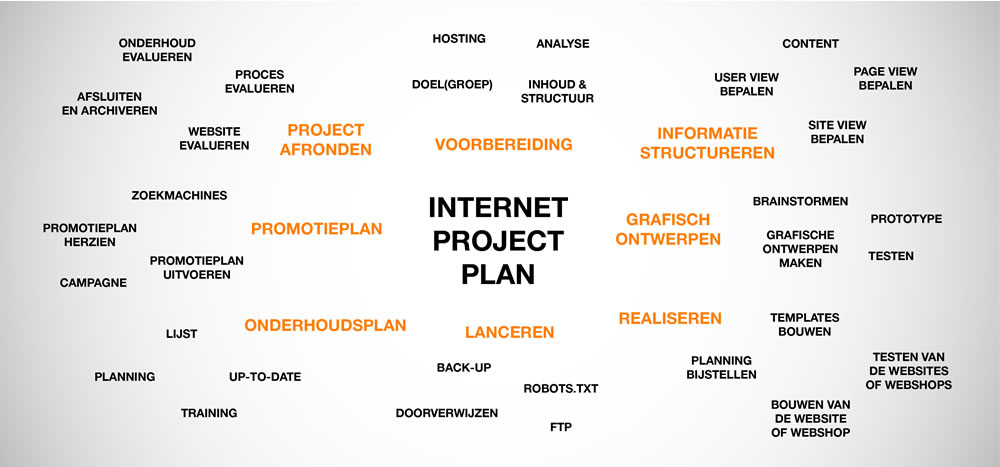 INTERNET
PROJECT
PLAN
VOORBEREIDING
HOSTING
ANALYSE
DOEL(GROEP)
INHOUD &
STRUCTUUR
INFORMATIE
STRUCTUREREN
CONTENT
USER VIEW
BEPALEN
PAGE VIEW
BEPALEN
SITE VIEW
BEPALEN
GRAFISCH
ONTWERPEN
BRAINSTORMEN
PROTOTYPE
GRAFISCHE
ONTWERPEN
MAKEN
TESTEN
REALISEREN
TEMPLATES
BOUWEN
PLANNING
BIJSTELLEN
TESTEN VAN
DE WEBSITES
OF WEBSHOPS
BOUWEN VAN
DE WEBSITE
OF WEBSHOP
LANCEREN
BACK-UP
ROBOTS.TXT
DOORVERWIJZEN
FTP
ONDERHOUDSPLAN
LIJST
PLANNING
UP-TO-DATE
TRAINING
PROMOTIEPLAN
ZOEKMACHINES
PROMOTIEPLAN
HERZIEN
PROMOTIEPLAN
UITVOEREN
CAMPAGNE
PROJECT
AFRONDEN
ONDERHOUD
EVALUEREN
PROCES
EVALUEREN
AFSLUITEN
EN ARCHIVEREN
WEBSITE
EVALUEREN